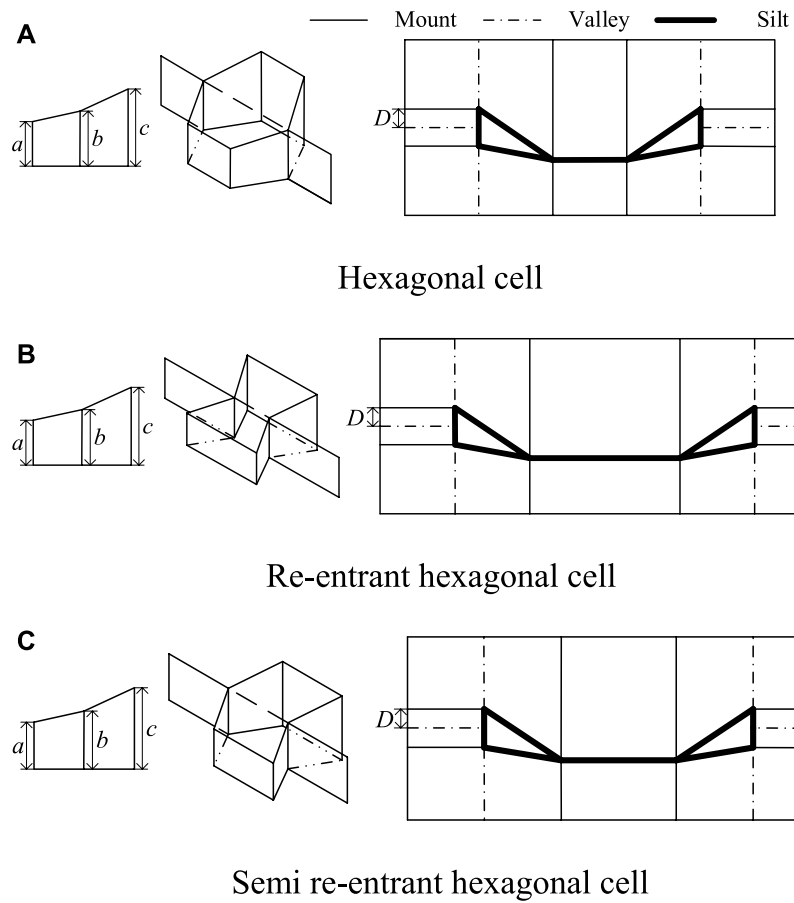 A
Mount Valley Silt
a b c D
Hexagonal cell
B
a b c D
Re-entrant hexagonal cell
C
a b c D
Semi re-entrant hexagonal cell